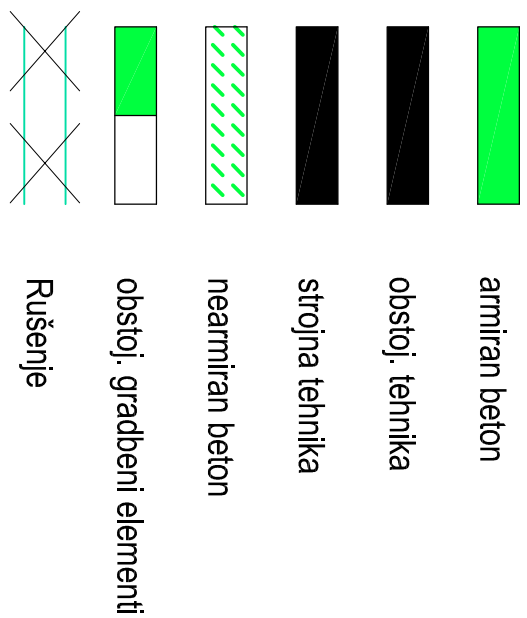 armiran beton
obstoj. tehnika
strojna tehnika
nearmiran beton
obstoj. gradbeni elementi
Rušenje